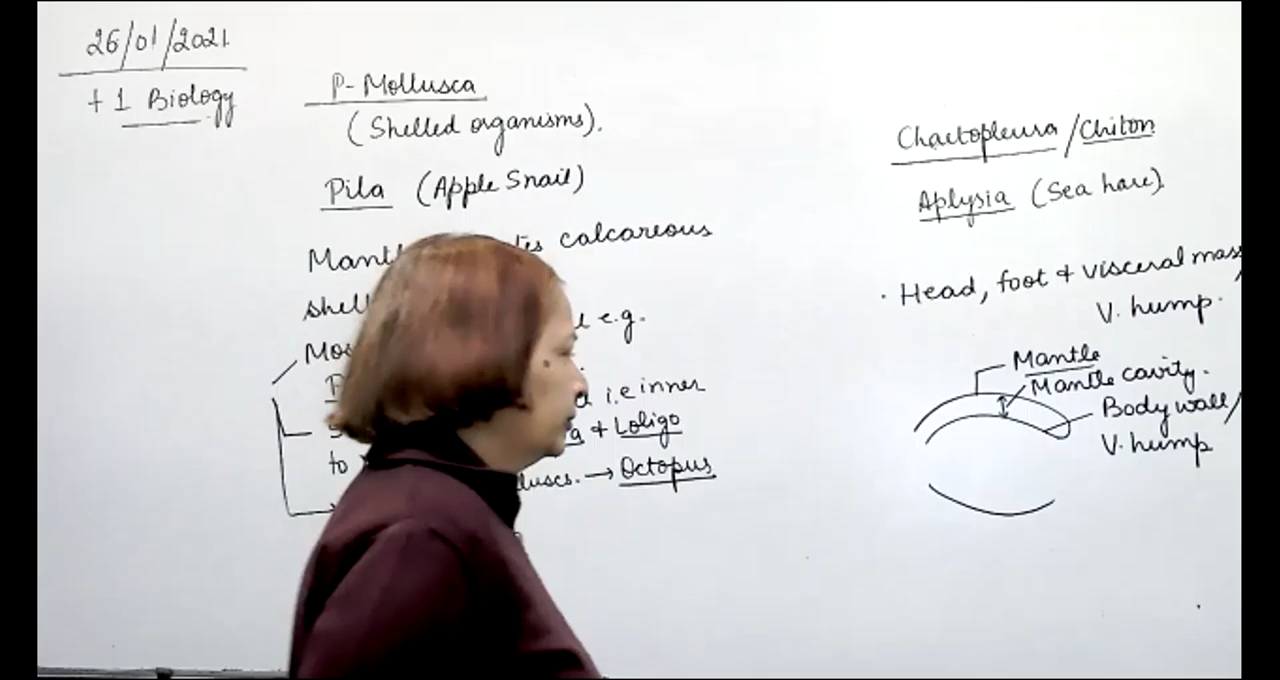 26/01/2021
+ 1 Biology
P- Mollusca
(Shelled organisms).
Pila (Apple Snail)
calcareous
e.g.
i.e inner
+ Loligo
to
→ Octopus
Chaetopleura / Chiton
Aplysia (Sea hare)
· Head, foot + visceral mass/
V. hump.
Mantle
Mantle cavity.
Body wall/
V. hump